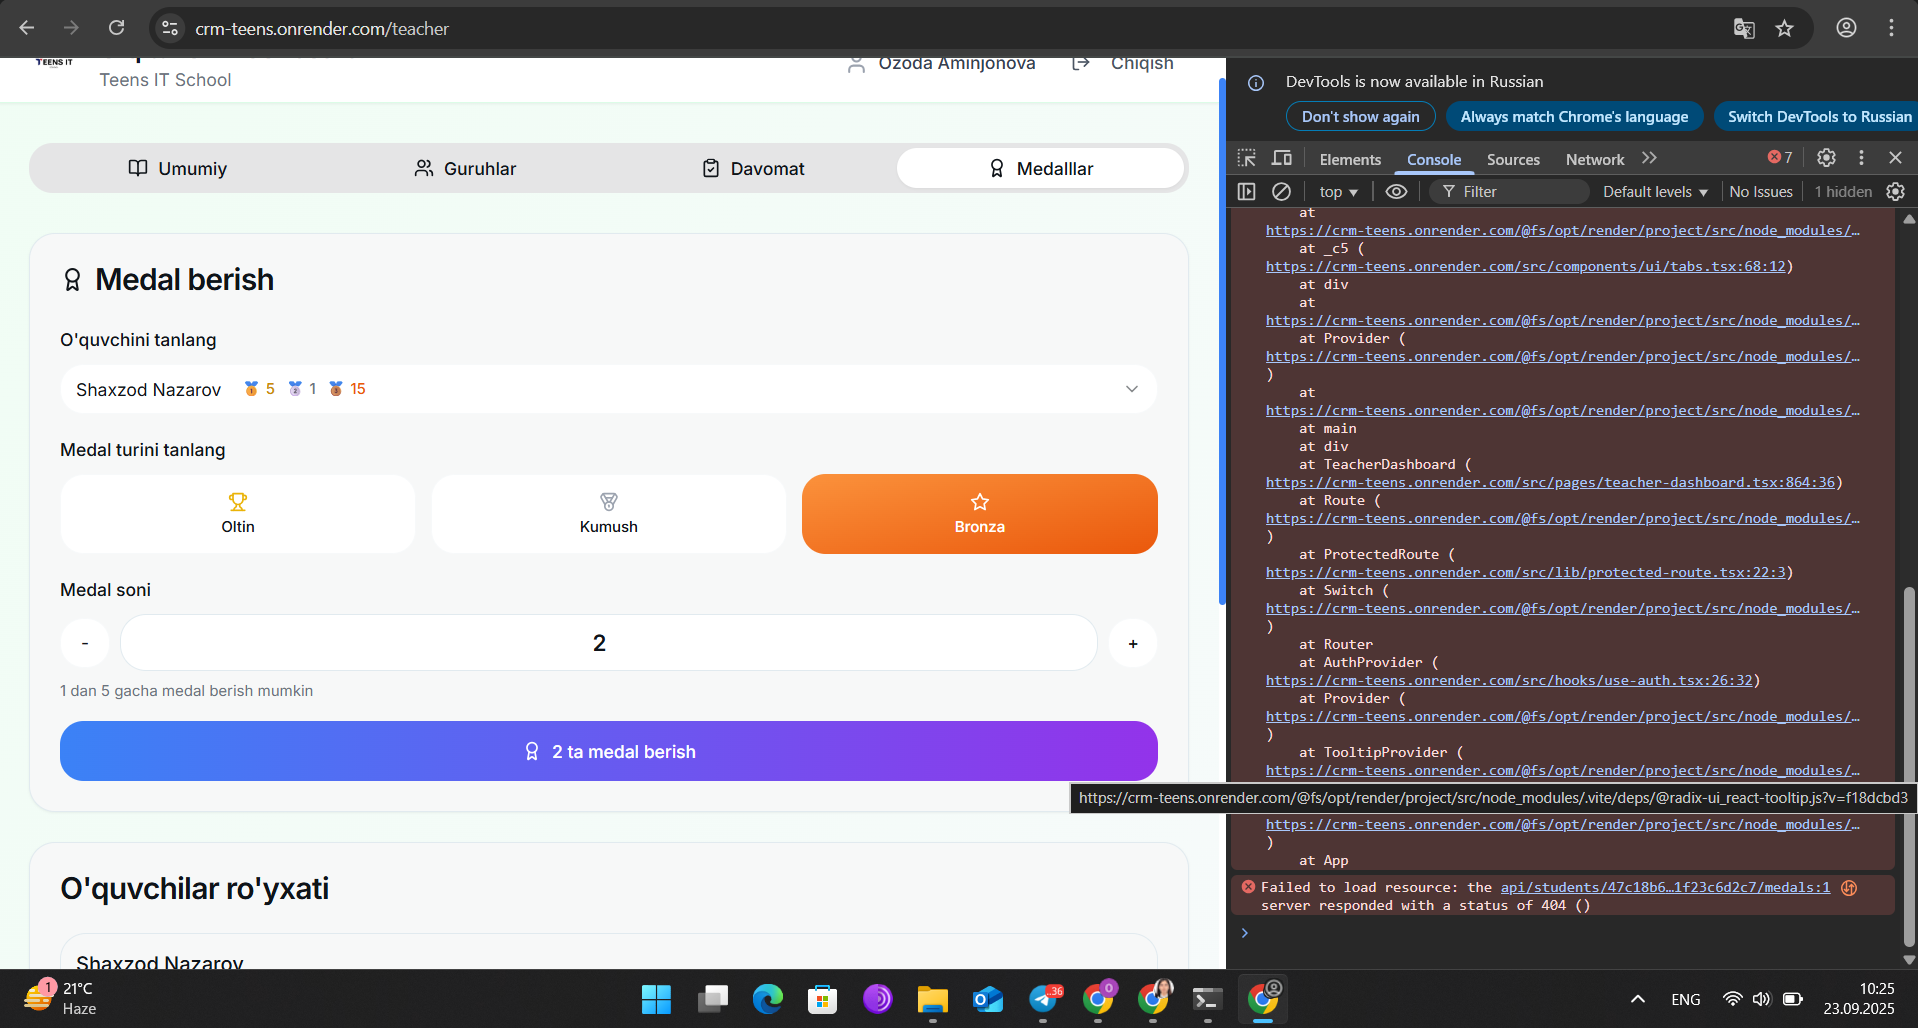 crm-teens.onrender.com/teacher
TEENS IT
Teens IT School
Ozoda Aminjonova
Chiqish
Umumiy
Guruhlar
Davomat
Medalllar
Medal berish
O'quvchini tanlang
Shaxzod Nazarov 5 1 15
Medal turini tanlang
Oltin
Kumush
Bronza
Medal soni
-
2
+
1 dan 5 gacha medal berish mumkin
2 ta medal berish
O'quvchilar ro'yxati
Shaxzod Nazarov
DevTools is now available in Russian
Don't show again
Always match Chrome's language
Switch DevTools to Russian
Elements
Console
Sources
Network
7
top
Filter
Default levels
No Issues
1 hidden
at
https://crm-teens.onrender.com/@fs/opt/render/project/src/node_modules/…
at _c5 (
https://crm-teens.onrender.com/src/components/ui/tabs.tsx:68:12)
at div
at
https://crm-teens.onrender.com/@fs/opt/render/project/src/node_modules/…
at Provider (
https://crm-teens.onrender.com/@fs/opt/render/project/src/node_modules/…
)
at
https://crm-teens.onrender.com/@fs/opt/render/project/src/node_modules/…
at main
at div
at TeacherDashboard (
https://crm-teens.onrender.com/src/pages/teacher-dashboard.tsx:864:36)
at Route (
https://crm-teens.onrender.com/@fs/opt/render/project/src/node_modules/…
)
at ProtectedRoute (
https://crm-teens.onrender.com/src/lib/protected-route.tsx:22:3)
at Switch (
https://crm-teens.onrender.com/@fs/opt/render/project/src/node_modules/…
)
at Router
at AuthProvider (
https://crm-teens.onrender.com/src/hooks/use-auth.tsx:26:32)
at Provider (
https://crm-teens.onrender.com/@fs/opt/render/project/src/node_modules/…
)
at TooltipProvider (
https://crm-teens.onrender.com/@fs/opt/render/project/src/node_modules/…
https://crm-teens.onrender.com/@fs/opt/render/project/src/node_modules/.vite/deps/@radix-ui_react-tooltip.js?v=f18dcbd3
https://crm-teens.onrender.com/@fs/opt/render/project/src/node_modules/…
)
at App
Failed to load resource: the api/students/47c18b6…1f23c6d2c7/medals:1
server responded with a status of 404 ()
1
21°C
Haze
36
ENG
10:25
23.09.2025